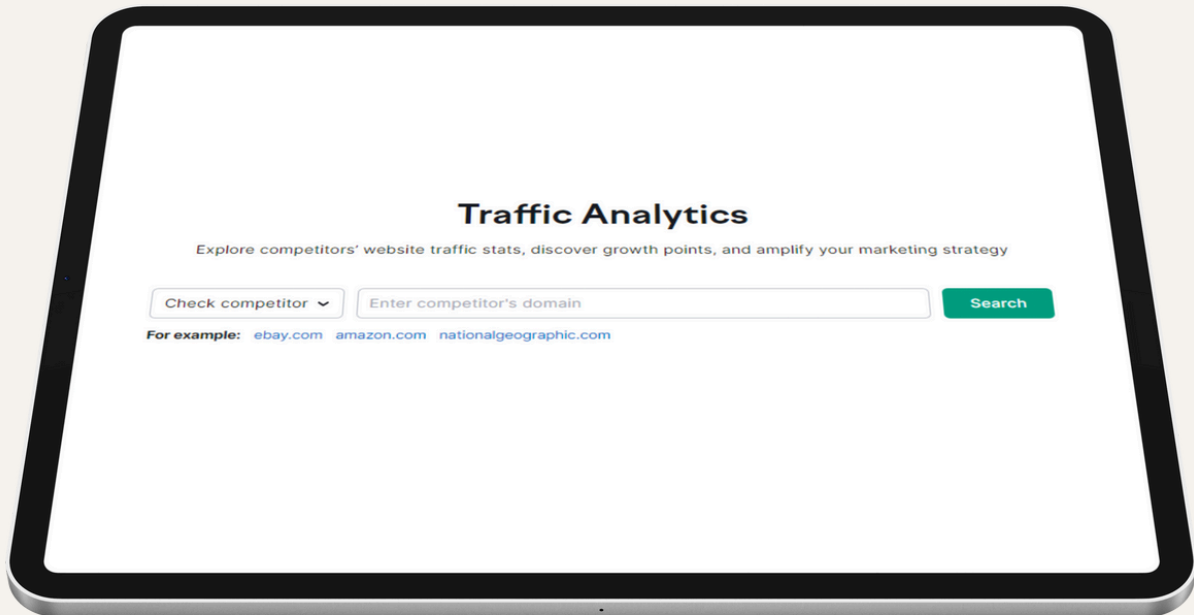 Traffic Analytics
Explore competitors' website traffic stats, discover growth points, and amplify your marketing strategy
Check competitor Enter competitor's domain Search
For example: ebay.com amazon.com nationalgeographic.com